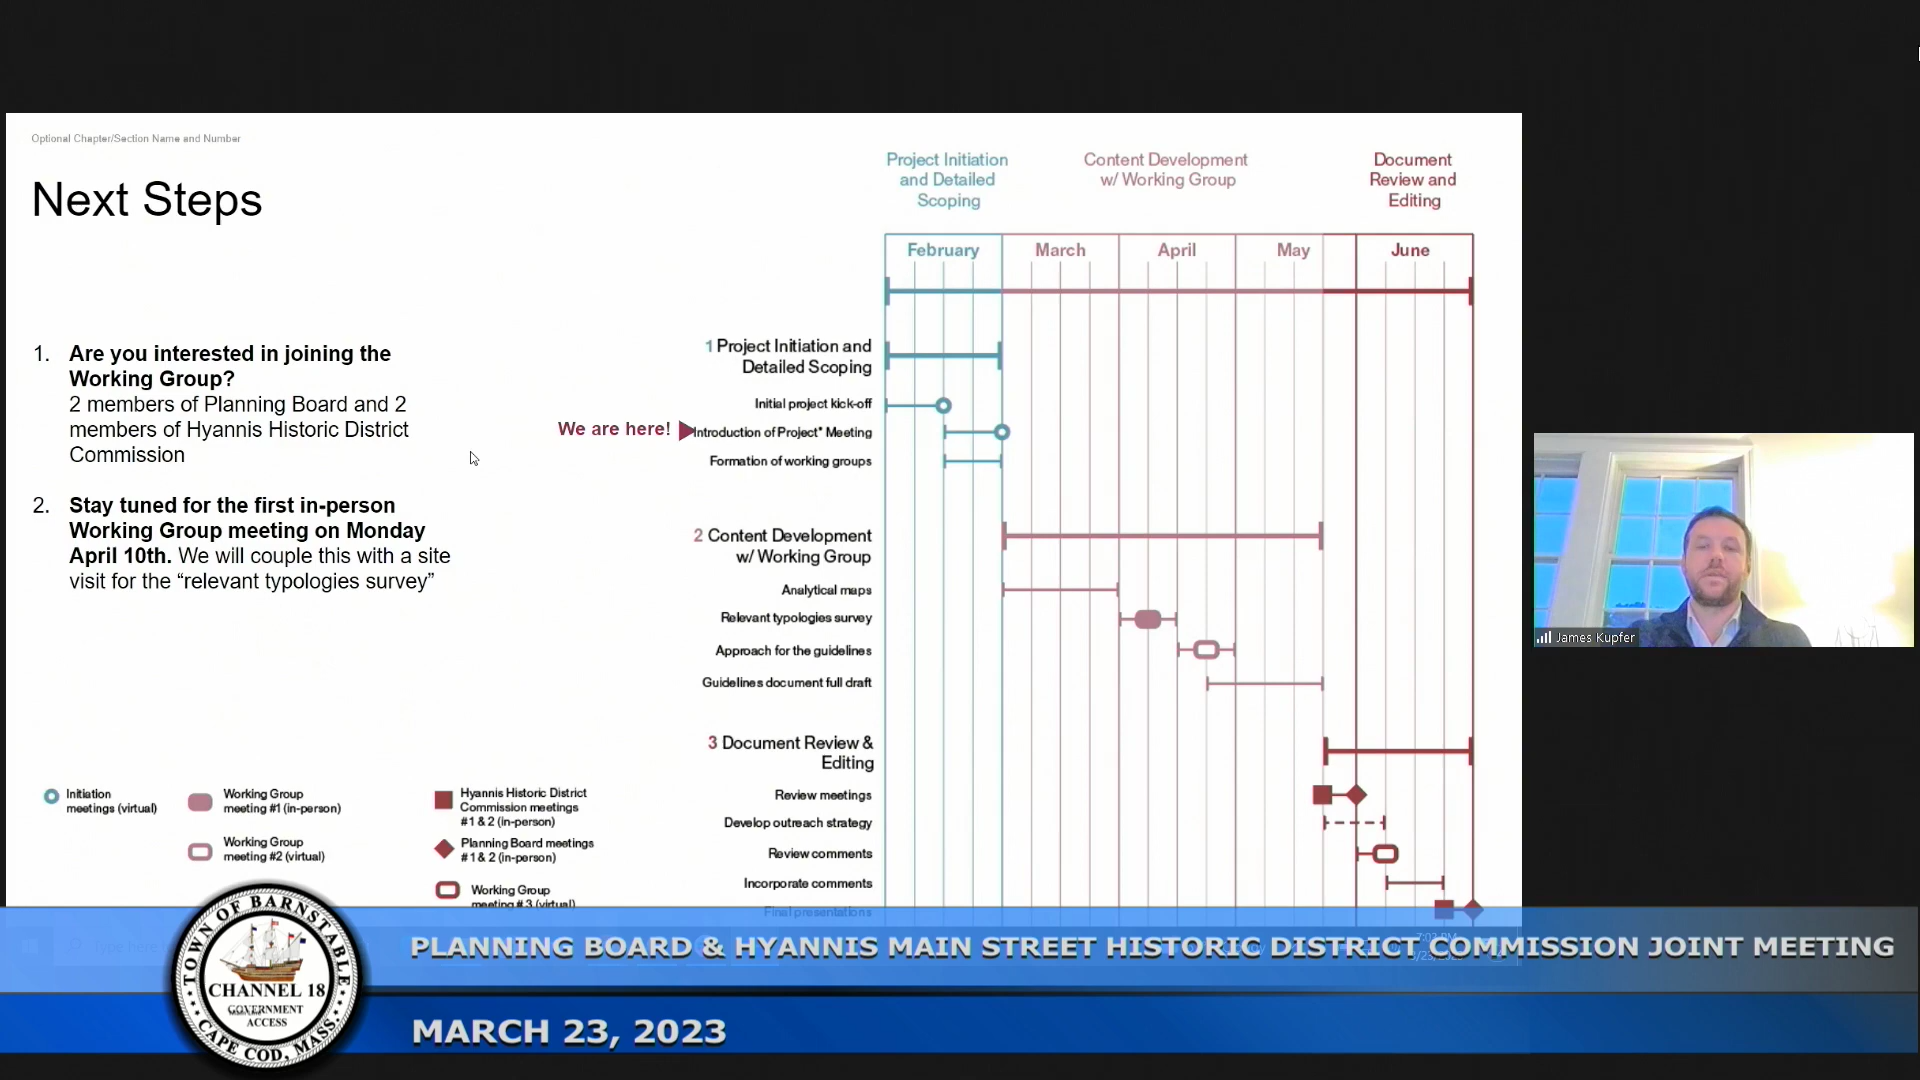 Optional Chapter/Section Name and Number
Next Steps
1. Are you interested in joining the
Working Group?
2 members of Planning Board and 2
members of Hyannis Historic District
Commission
2. Stay tuned for the first in-person
Working Group meeting on Monday
April 10th. We will couple this with a site
visit for the “relevant typologies survey”
Project Initiation
and Detailed
Scoping
Content Development
w/ Working Group
Document
Review and
Editing
February
March
April
May
June
1 Project Initiation and
Detailed Scoping
Initial project kick-off
We are here!
Introduction of Project" Meeting
Formation of working groups
2 Content Development
w/ Working Group
Analytical maps
Relevant typologies survey
Approach for the guidelines
Guidelines document full draft
3 Document Review &
Editing
Review meetings
Develop outreach strategy
Review comments
Incorporate comments
Final presentations
Initiation
meetings (virtual)
Working Group
meeting #1 (in-person)
Working Group
meeting #2 (virtual)
Hyannis Historic District
Commission meetings
#1 & 2 (in-person)
Planning Board meetings
#1 & 2 (in-person)
Working Group
meeting # 3 (virtual)
James Kupfer
TOWN OF BARNSTABLE
CHANNEL 18
GOVERNMENT
ACCESS
CAPE COD, MASS.
PLANNING BOARD & HYANNIS MAIN STREET HISTORIC DISTRICT COMMISSION JOINT MEETING
MARCH 23, 2023